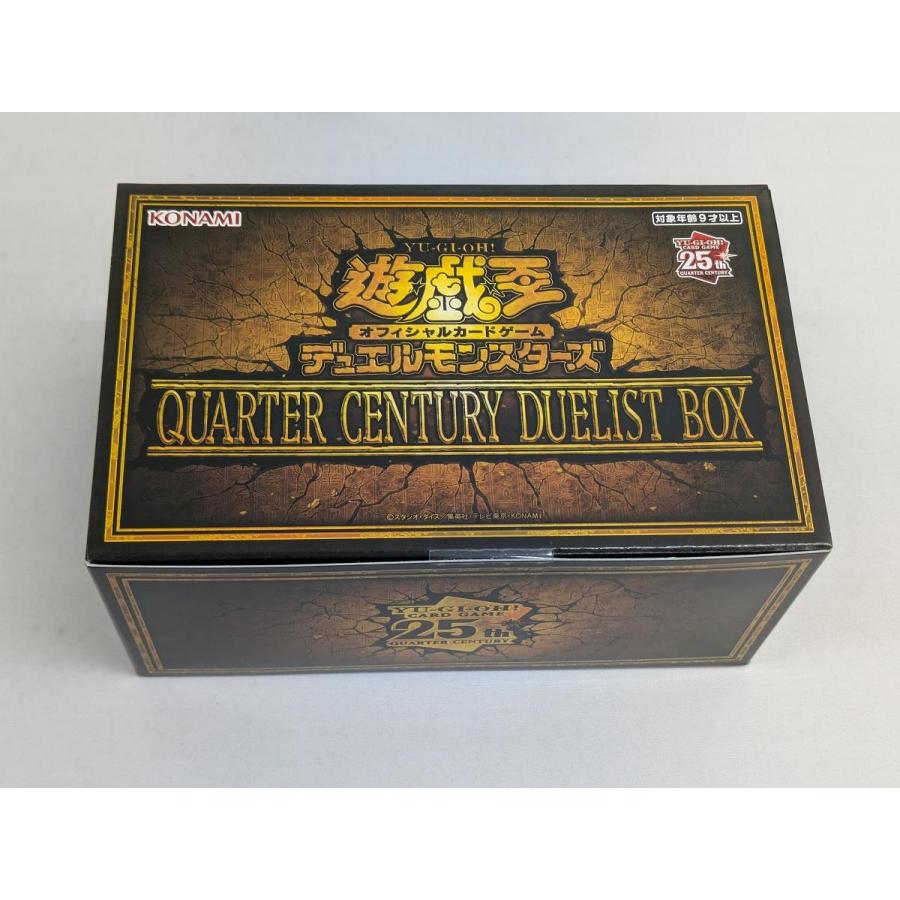 KONAMI
対象年齢9才以上
YU-GI-OH!
CARD GAME
25th
QUARTER CENTURY
YU-GI-OH!
遊戯王
オフィシャルカードゲーム
デュエルモンスターズ
QUARTER CENTURY DUELIST BOX
©スタジオ・ダイス/集英社・テレビ東京・KONAMI
YU-GI-OH!
CARD GAME
25th
QUARTER CENTURY